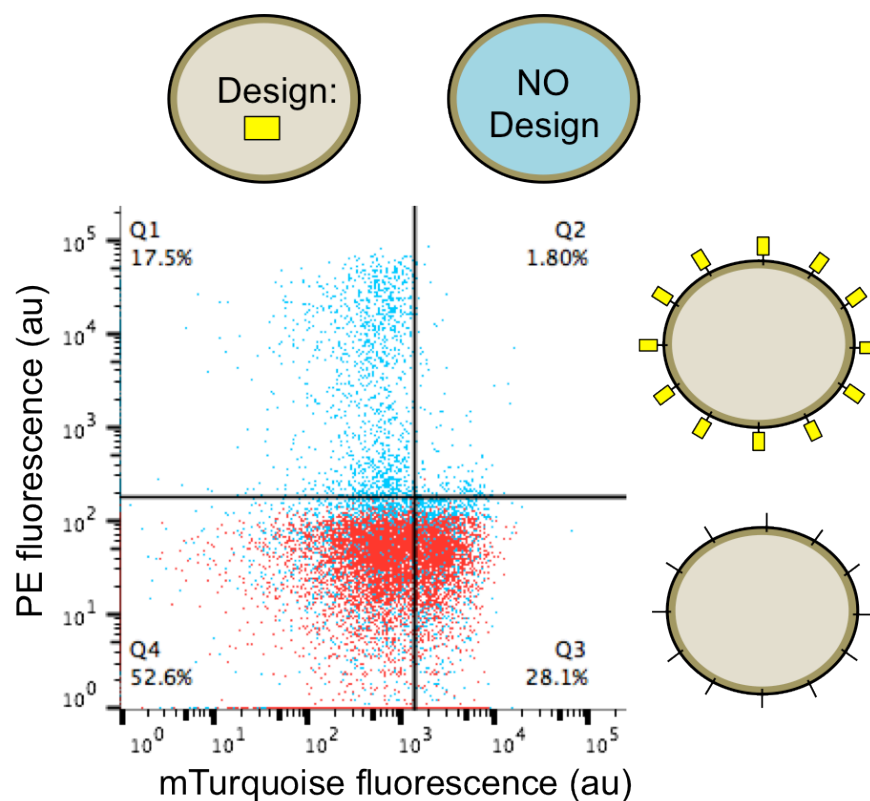 Design:
NO
Design
Q1
17.5%
Q2
1.80%
10^5
10^4
10^3
10^2
10^1
10^0
PE fluorescence (au)
Q4
52.6%
Q3
28.1%
10^0
10^1
10^2
10^3
10^4
10^5
mTurquoise fluorescence (au)